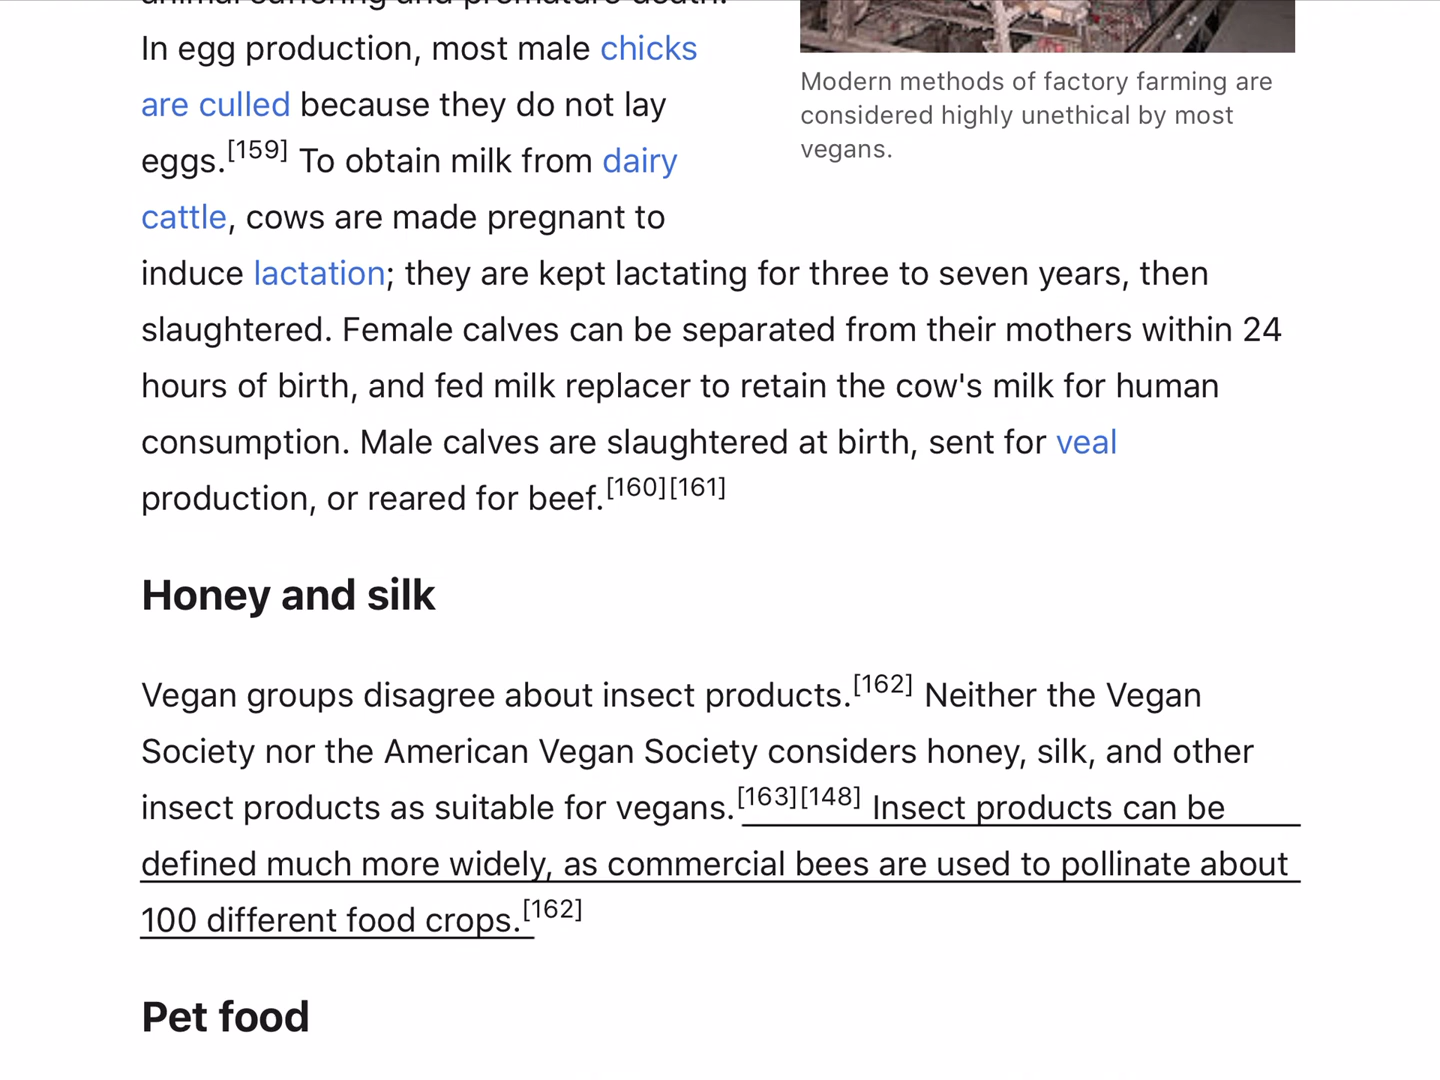 animal suffering and premature death.
In egg production, most male chicks
are culled because they do not lay
eggs.[159] To obtain milk from dairy
cattle, cows are made pregnant to
induce lactation; they are kept lactating for three to seven years, then
slaughtered. Female calves can be separated from their mothers within 24
hours of birth, and fed milk replacer to retain the cow's milk for human
consumption. Male calves are slaughtered at birth, sent for veal
production, or reared for beef.[160][161]
Modern methods of factory farming are
considered highly unethical by most
vegans.
Honey and silk
Vegan groups disagree about insect products.[162] Neither the Vegan
Society nor the American Vegan Society considers honey, silk, and other
insect products as suitable for vegans.[163][148] Insect products can be
defined much more widely, as commercial bees are used to pollinate about
100 different food crops.[162]
Pet food